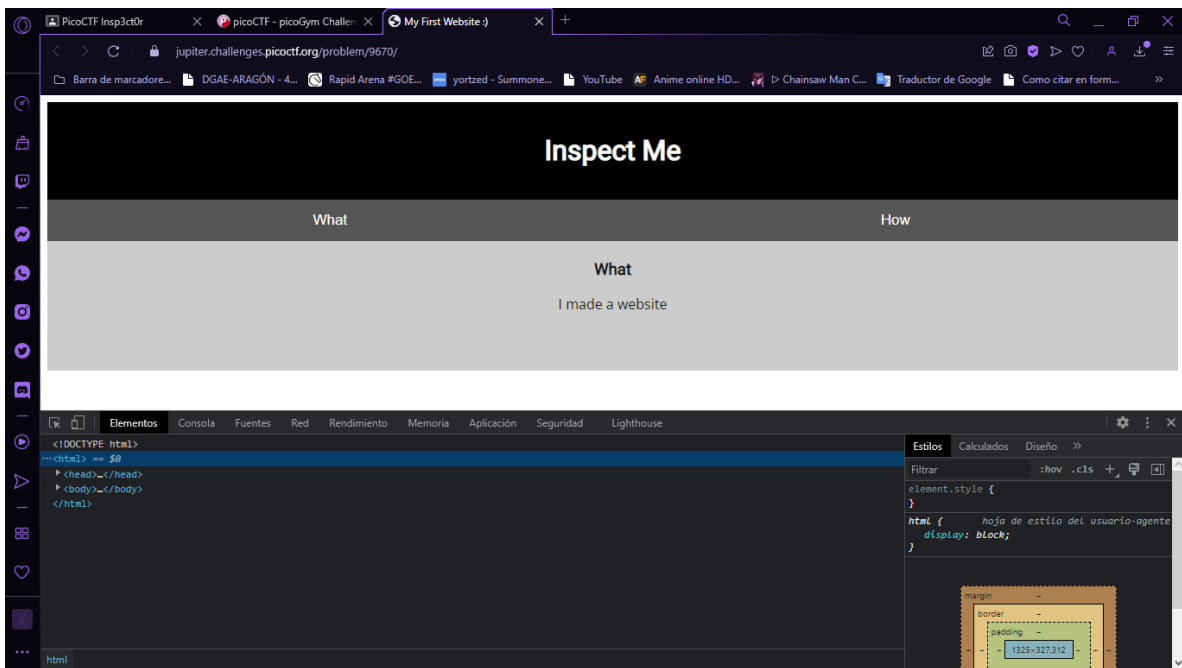 PicoCTF Insp3ct0r
picoCTF - picoGym Challen
My First Website :)
jupiter.challenges.picoctf.org/problem/9670/
Barra de marcadore...
DGAE-ARAGÓN - 4...
Rapid Arena #GOE...
yortzed - Summone...
YouTube
Anime online HD...
▷ Chainsaw Man C...
Traductor de Google
Como citar en form...
»
Inspect Me
What How
What
I made a website
Elementos Consola Fuentes Red Rendimiento Memoria Aplicación Seguridad Lighthouse
<!DOCTYPE html>
···<html> == $0
▶<head>…</head>
▶<body>…</body>
</html>
html
Estilos Calculados Diseño »
Filtrar :hov .cls +
element.style {
}
html { hoja de estilo del usuario-agente
display: block;
}
margin -
border -
padding -
- - - 1325×327.312 - - -